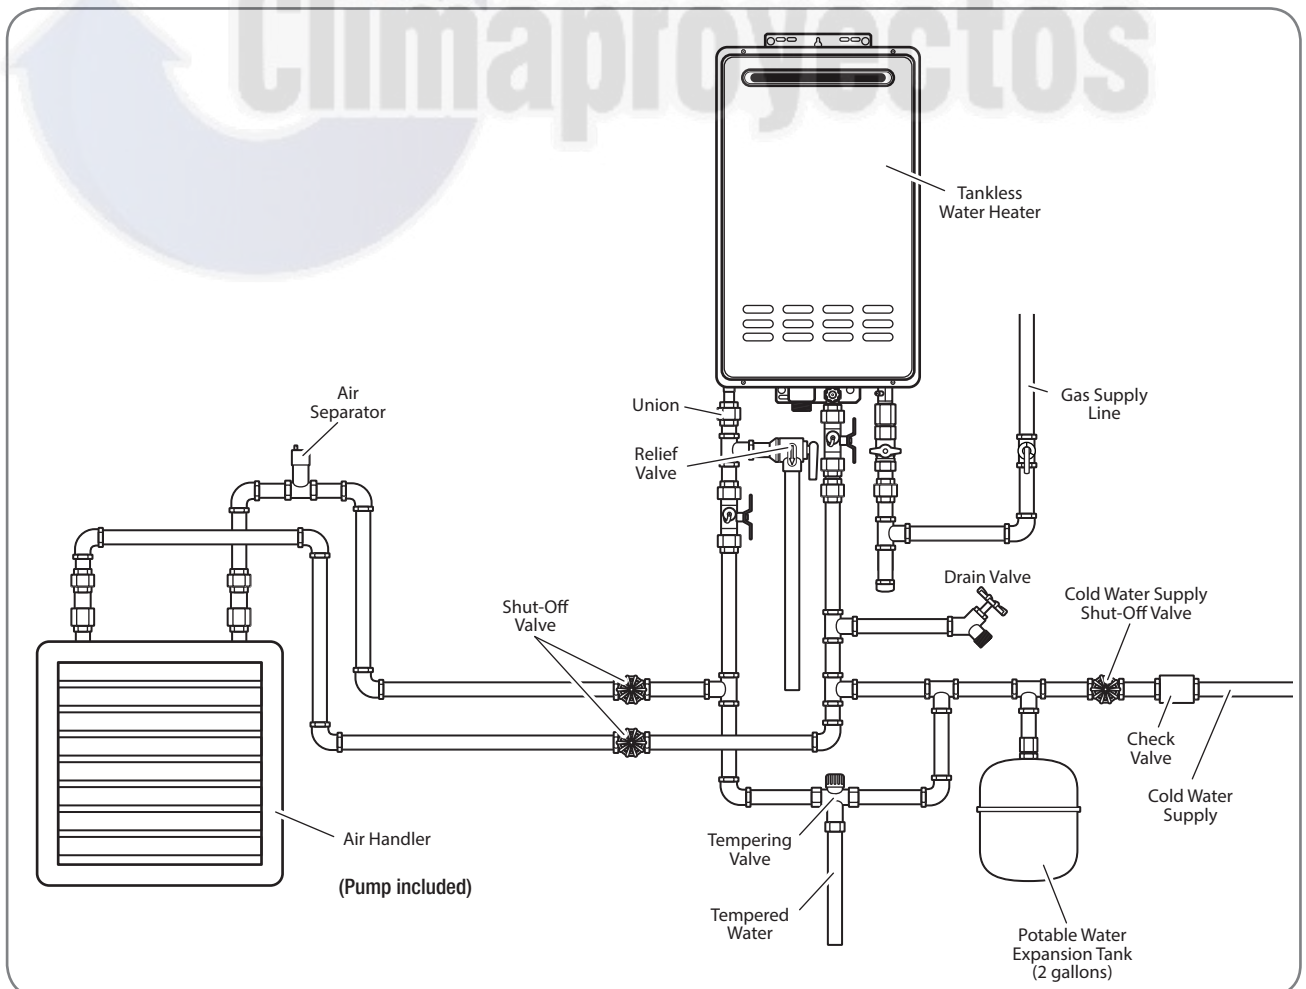 Climaproyectos
Tankless
Water Heater
Air
Separator
Union
Gas Supply
Line
Relief
Valve
Drain Valve
Shut-Off
Valve
Cold Water Supply
Shut-Off Valve
Check
Valve
Cold Water
Supply
Air Handler
(Pump included)
Tempering
Valve
Tempered
Water
Potable Water
Expansion Tank
(2 gallons)